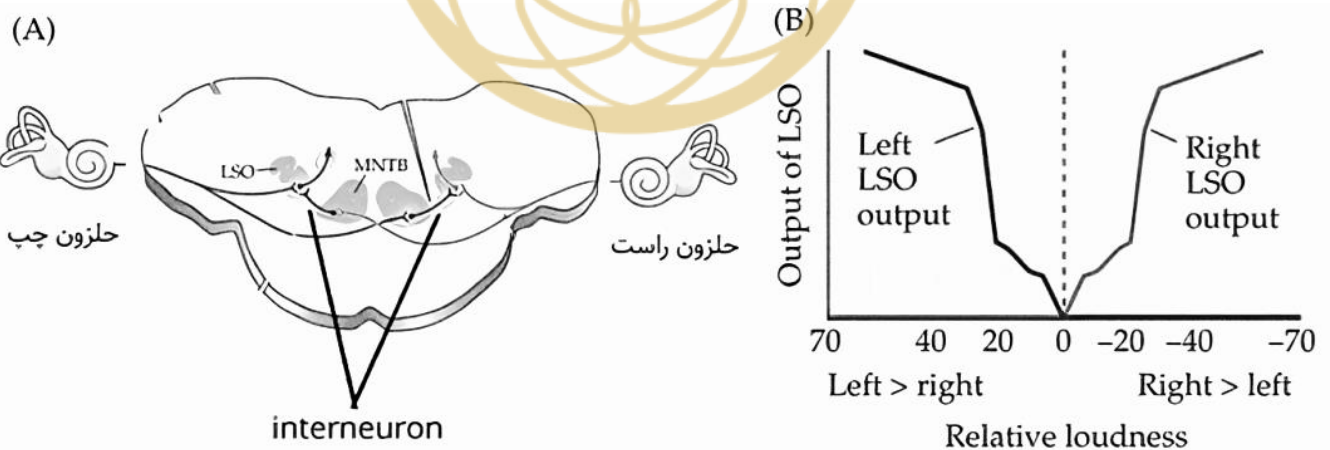 (A)
LSO
MNTB
حلزون چپ
حلزون راست
interneuron
(B)
Output of LSO
Left
LSO
output
Right
LSO
output
70 40 20 0 –20 –40 –70
Left > right Right > left
Relative loudness